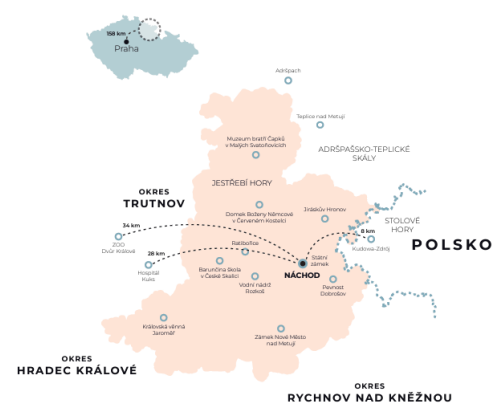 158 km
Praha
Adršpach
Teplice nad Metují
Muzeum bratří Čapků
v Malých Svatoňovicích
ADRŠPAŠSKO-TEPLICKÉ
SKÁLY
JESTŘEBÍ HORY
OKRES
TRUTNOV
Domek Boženy Němcové
v Červeném Kostelci
Jiráskův Hronov
STOLOVÉ
HORY
34 km
8 km
POLSKO
ZOO
Dvůr Králové
Ratibořice
Kudowa-Zdrój
28 km
Státní
zámek
Hospital
Kuks
Barunčina škola
v České Skalici
NÁCHOD
Vodní nádrž
Rozkoš
Pevnost
Dobrošov
Královská věnná
Jaroměř
Zámek Nové Město
nad Metují
OKRES
HRADEC KRÁLOVÉ
OKRES
RYCHNOV NAD KNĚŽNOU